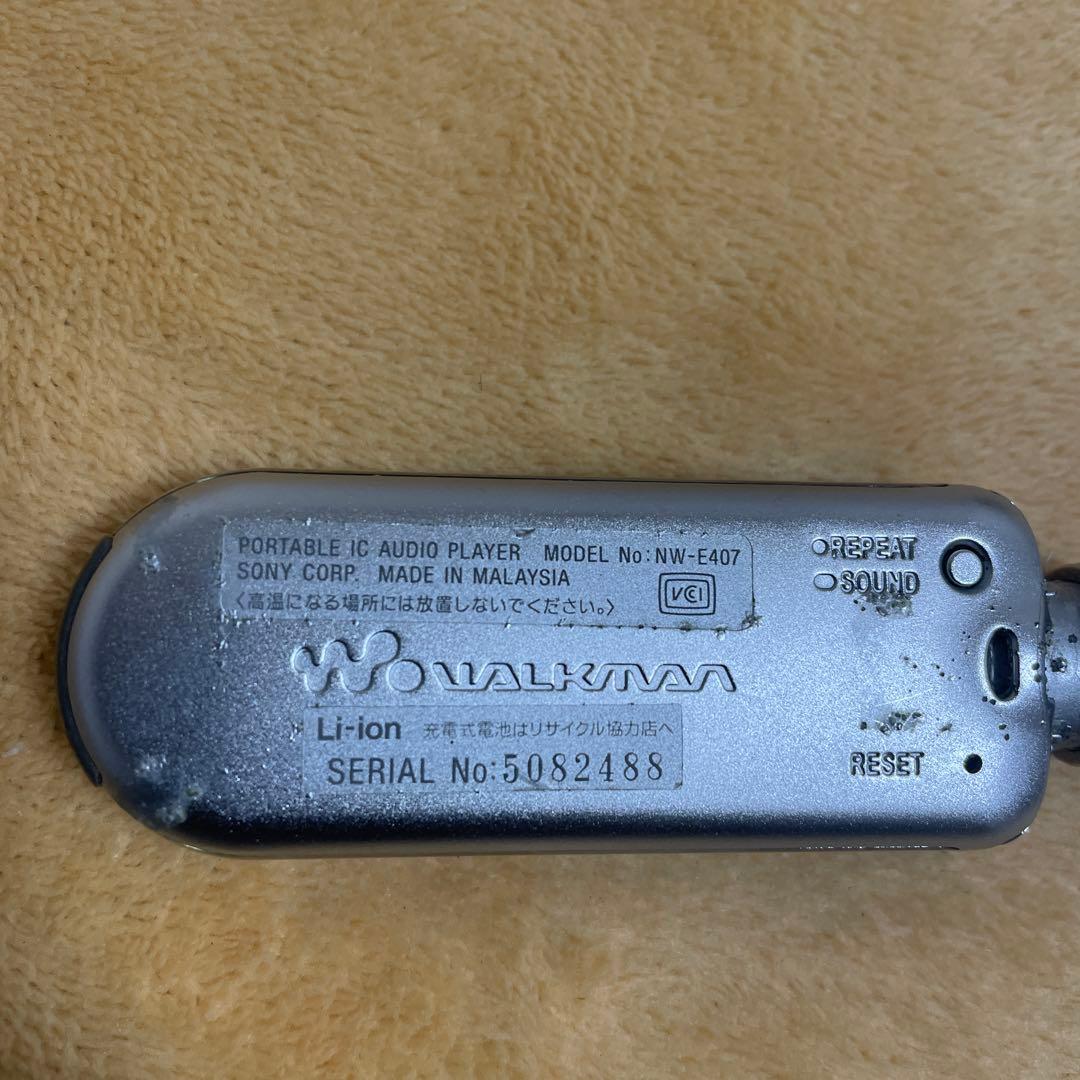 PORTABLE IC AUDIO PLAYER MODEL No:NW-E407
SONY CORP. MADE IN MALAYSIA
〈高温になる場所には放置しないでください。〉
VCI
WALKMAN
Li-ion 充電式電池はリサイクル協力店へ
SERIAL No:5082488
REPEAT
SOUND
RESET